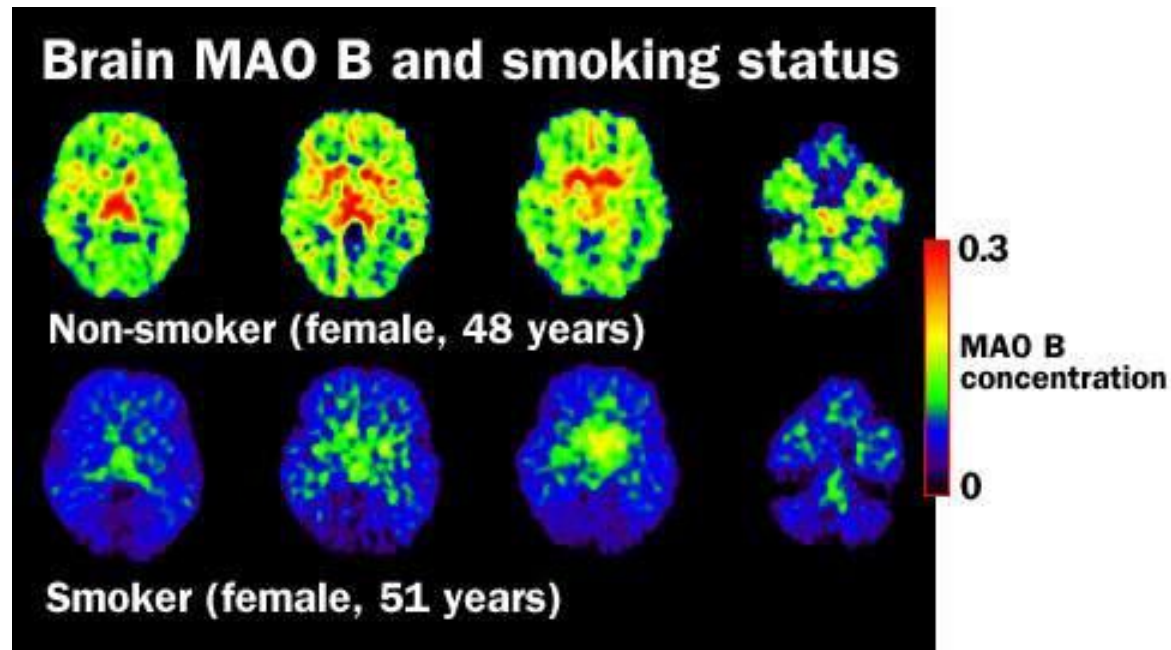 Brain MAO B and smoking status
0.3
Non-smoker (female, 48 years)
MAO B
concentration
0
Smoker (female, 51 years)